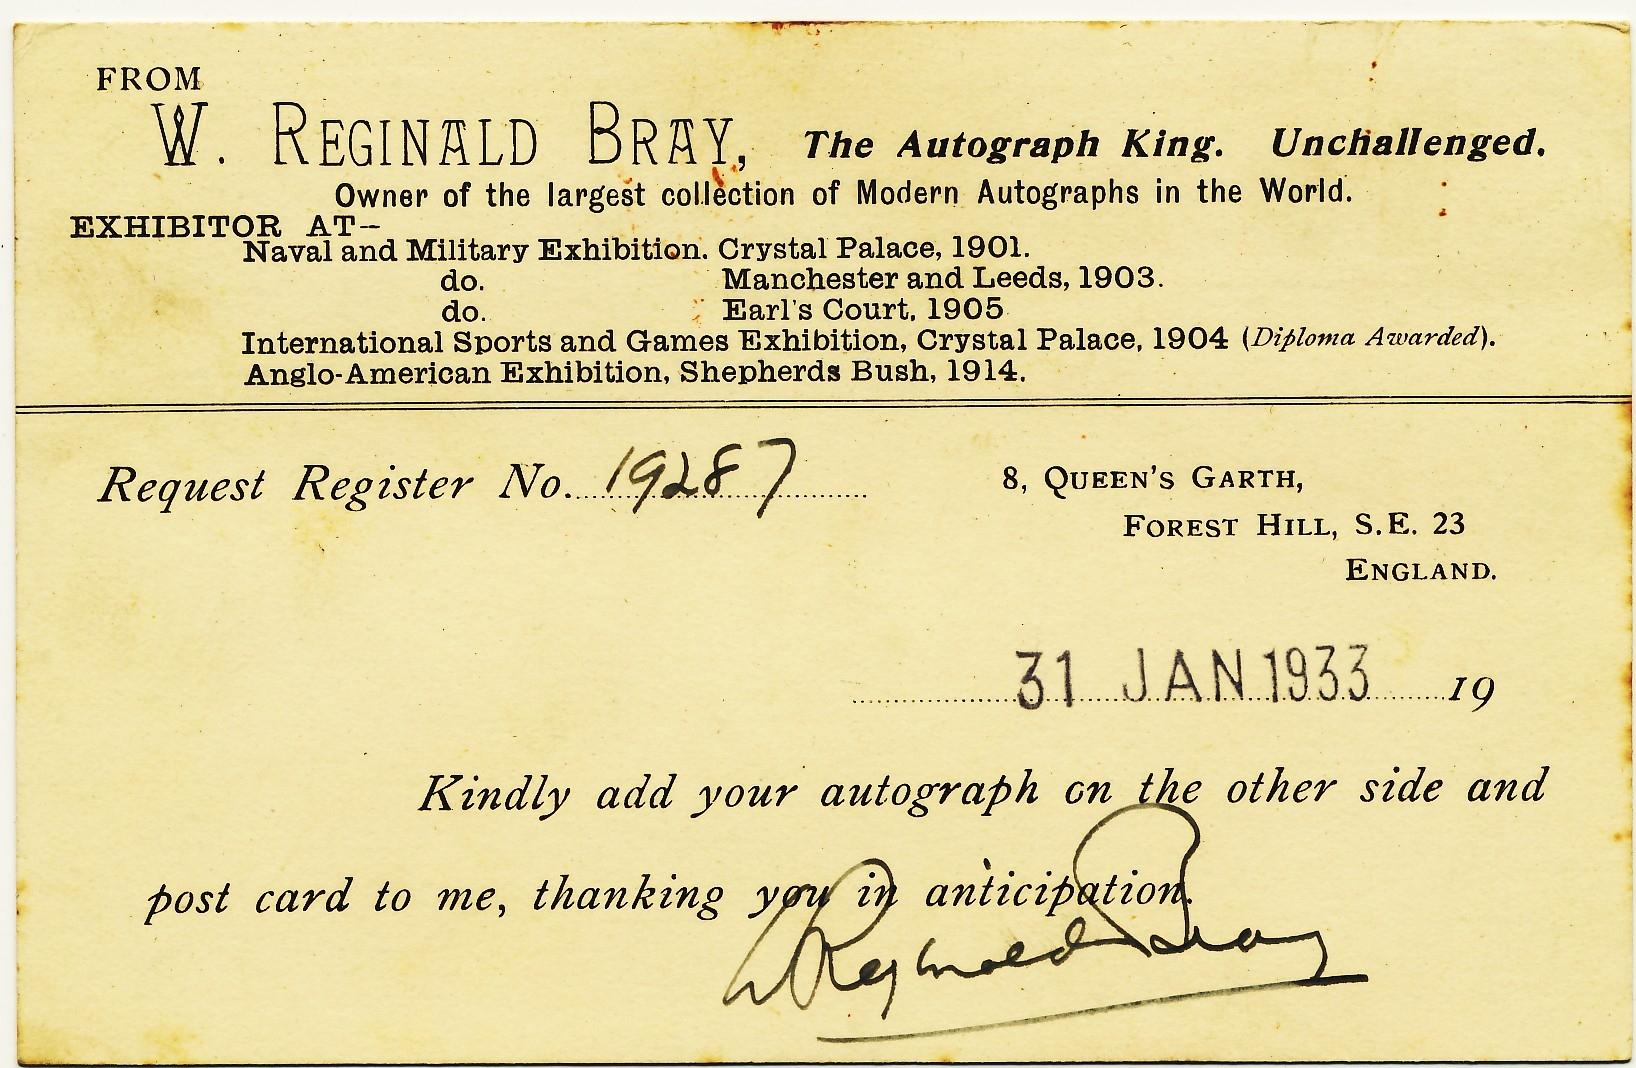 FROM
W. REGINALD BRAY, The Autograph King. Unchallenged.
Owner of the largest collection of Modern Autographs in the World.
EXHIBITOR AT—
Naval and Military Exhibition. Crystal Palace, 1901.
do. Manchester and Leeds, 1903.
do. Earl's Court, 1905
International Sports and Games Exhibition, Crystal Palace, 1904 (Diploma Awarded).
Anglo-American Exhibition, Shepherds Bush, 1914.
Request Register No. 19287
8, QUEEN'S GARTH,
FOREST HILL, S.E. 23
ENGLAND.
31 JAN 1933 19
Kindly add your autograph on the other side and
post card to me, thanking you in anticipation.
W Reginald Bray